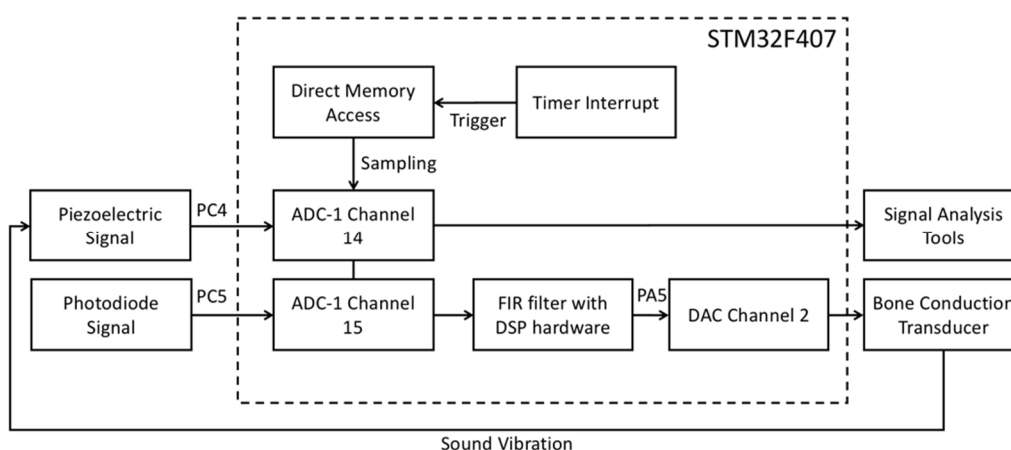 STM32F407
Direct Memory
Access
Timer Interrupt
Trigger
Sampling
Piezoelectric
Signal
PC4
ADC-1 Channel
14
Signal Analysis
Tools
Photodiode
Signal
PC5
ADC-1 Channel
15
FIR filter with
DSP hardware
PA5
DAC Channel 2
Bone Conduction
Transducer
Sound Vibration